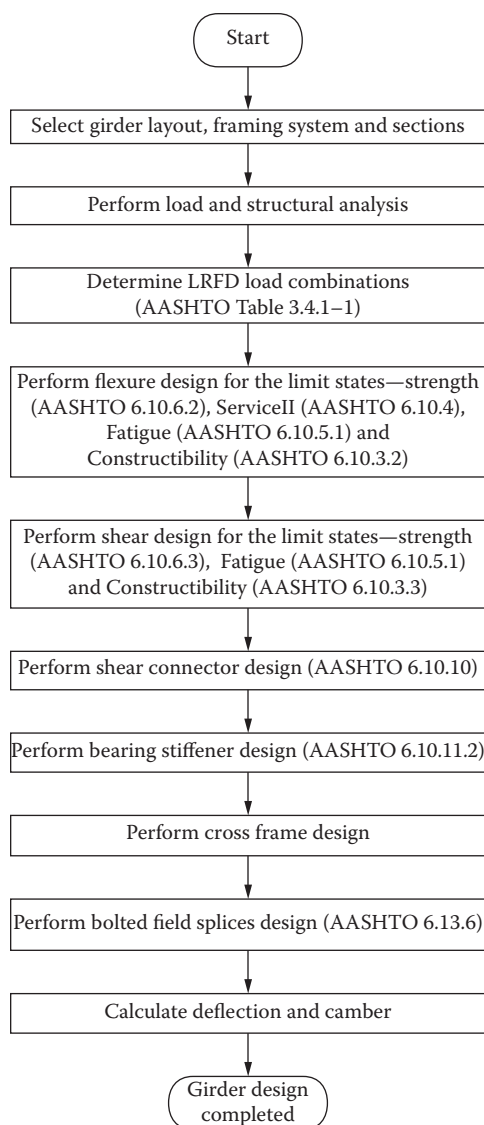 Start
Select girder layout, framing system and sections
Perform load and structural analysis
Determine LRFD load combinations
(AASHTO Table 3.4.1–1)
Perform flexure design for the limit states—strength
(AASHTO 6.10.6.2), ServiceII (AASHTO 6.10.4),
Fatigue (AASHTO 6.10.5.1) and
Constructibility (AASHTO 6.10.3.2)
Perform shear design for the limit states—strength
(AASHTO 6.10.6.3), Fatigue (AASHTO 6.10.5.1)
and Constructibility (AASHTO 6.10.3.3)
Perform shear connector design (AASHTO 6.10.10)
Perform bearing stiffener design (AASHTO 6.10.11.2)
Perform cross frame design
Perform bolted field splices design (AASHTO 6.13.6)
Calculate deflection and camber
Girder design
completed